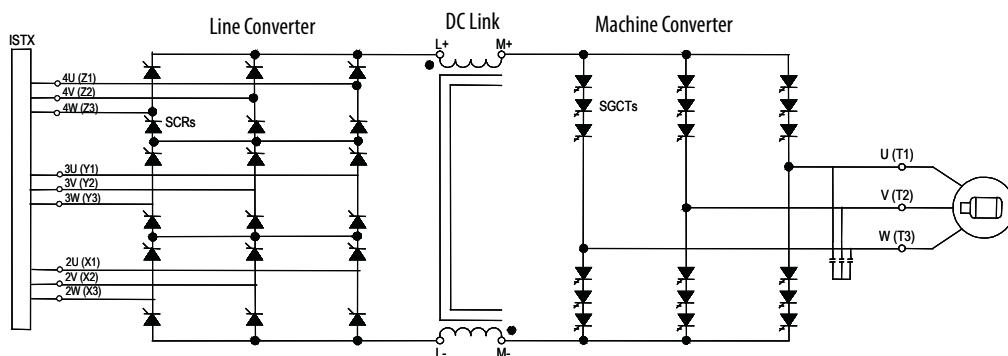 Line Converter
DC Link
Machine Converter
ISTX
L+
M+
4U (Z1)
4V (Z2)
4W (Z3)
SCRs
SGCTs
3U (Y1)
3V (Y2)
3W (Y3)
U (T1)
V (T2)
W (T3)
2U (X1)
2V (X2)
2W (X3)
L-
M-